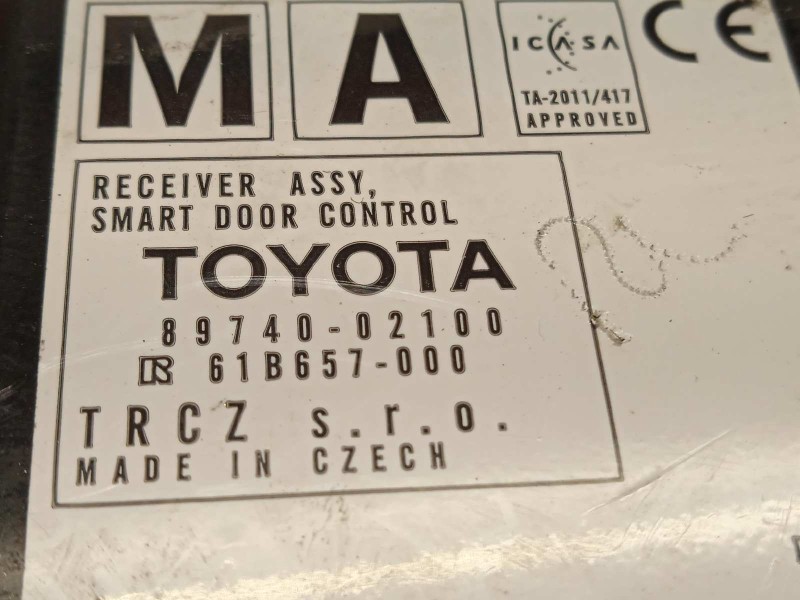 MA
ICASA
TA-2011/417
APPROVED
CE
RECEIVER ASSY,
SMART DOOR CONTROL
TOYOTA
89740-02100
61B657-000
TRCZ s.r.o.
MADE IN CZECH